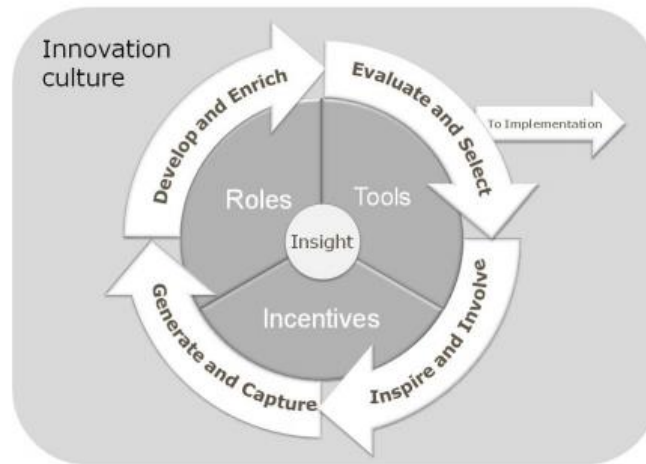 Innovation
culture
Develop and Enrich
Evaluate and Select
To Implementation
Roles
Tools
Insight
Incentives
Generate and Capture
Inspire and Involve